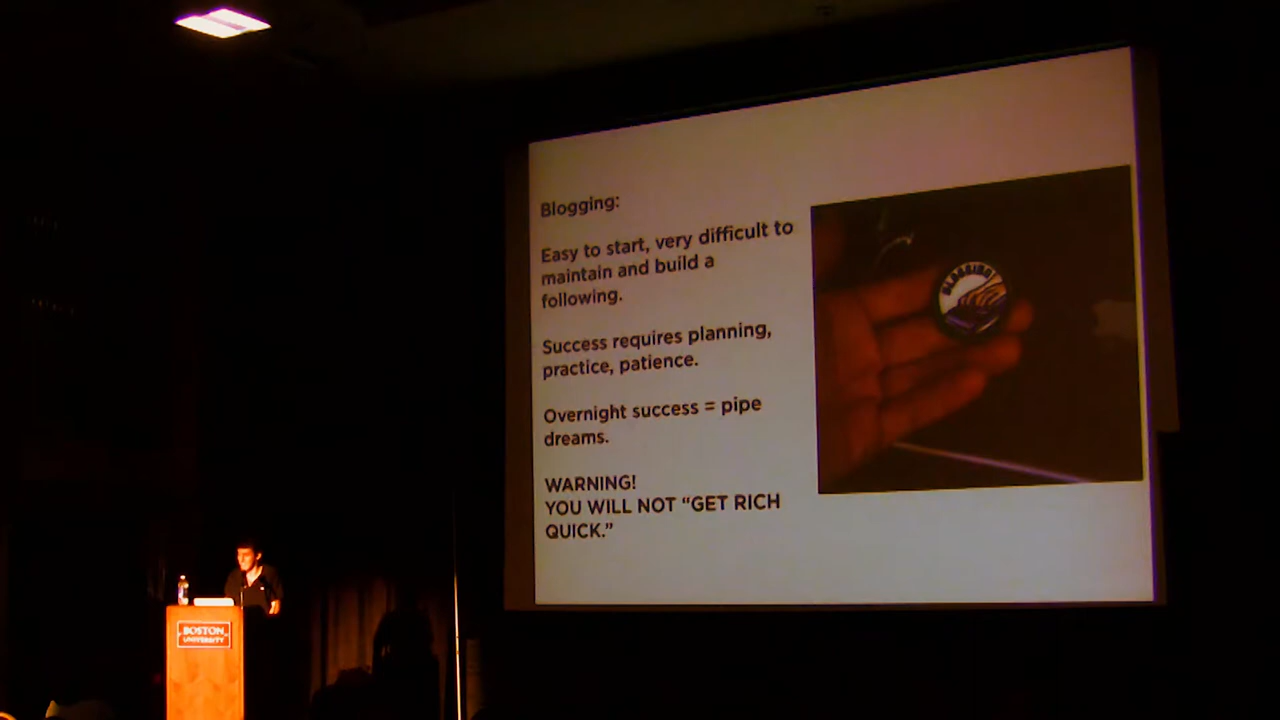 Blogging:
Easy to start, very difficult to
maintain and build a
following.
Success requires planning,
practice, patience.
Overnight success = pipe
dreams.
WARNING!
YOU WILL NOT “GET RICH
QUICK.”
BLOGGING
BOSTON
UNIVERSITY